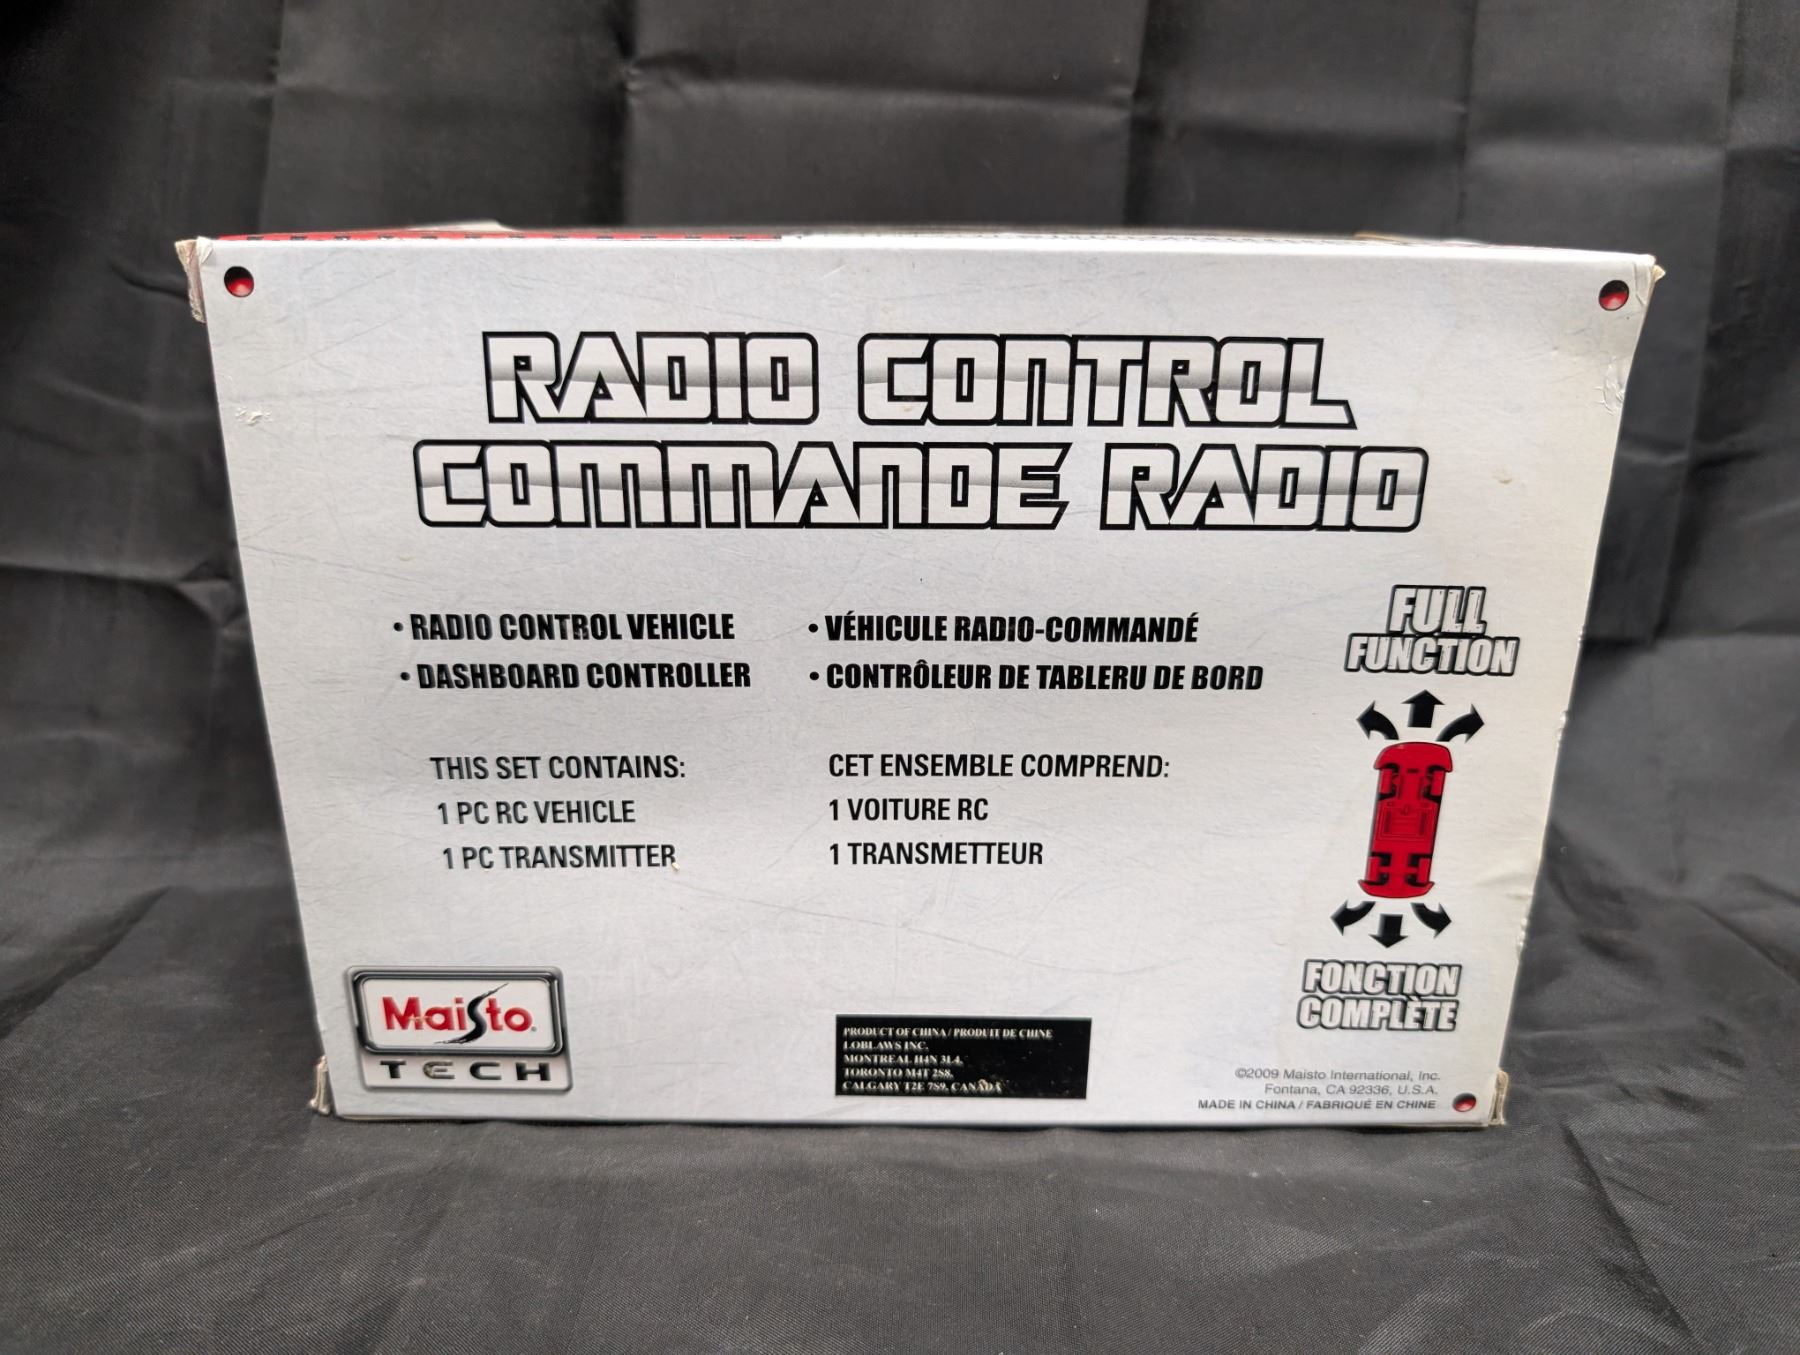 RADIO CONTROL
COMMANDE RADIO
• RADIO CONTROL VEHICLE
• DASHBOARD CONTROLLER
• VÉHICULE RADIO-COMMANDÉ
• CONTRÔLEUR DE TABLERU DE BORD
THIS SET CONTAINS:
1 PC RC VEHICLE
1 PC TRANSMITTER
CET ENSEMBLE COMPREND:
1 VOITURE RC
1 TRANSMETTEUR
FULL
FUNCTION
FONCTION
COMPLÈTE
Maisto
TECH
PRODUCT OF CHINA / PRODUIT DE CHINE
LOBLAWS INC.
MONTREAL H4N 3L4,
TORONTO M4T 2S8,
CALGARY T2E 7S9, CANADA
©2009 Maisto International, Inc.
Fontana, CA 92336, U.S.A.
MADE IN CHINA / FABRIQUÉ EN CHINE